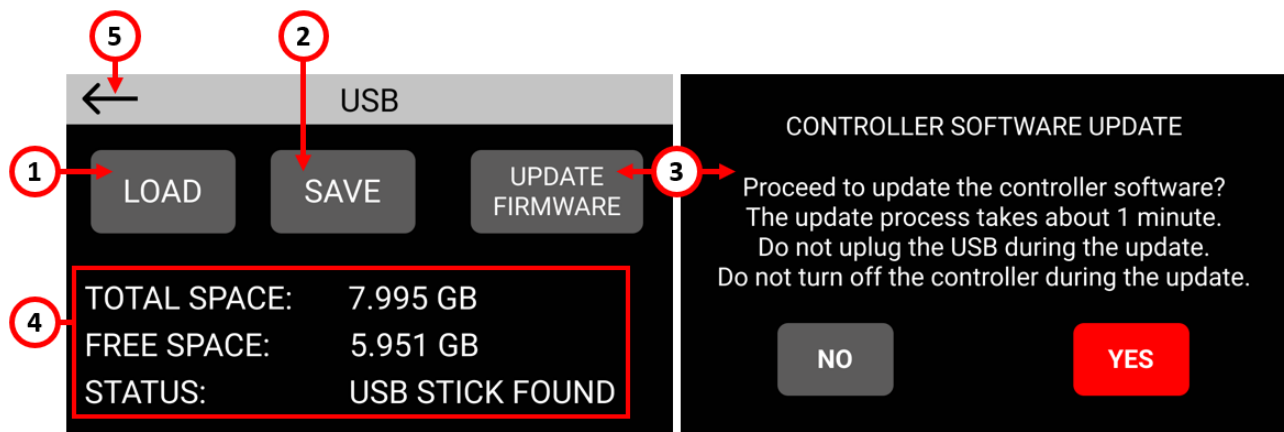 5
2
USB
1
LOAD
SAVE
UPDATE
FIRMWARE
3
4
TOTAL SPACE: 7.995 GB
FREE SPACE: 5.951 GB
STATUS: USB STICK FOUND
CONTROLLER SOFTWARE UPDATE
Proceed to update the controller software?
The update process takes about 1 minute.
Do not uplug the USB during the update.
Do not turn off the controller during the update.
NO
YES